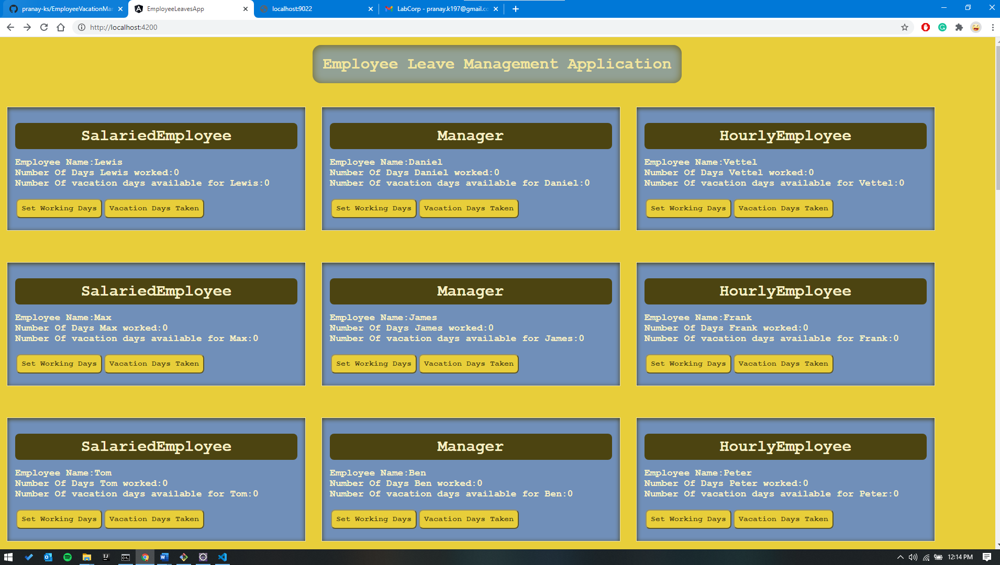 pranay-ks/EmployeeVacationMar
EmployeeLeavesApp
localhost:9022
LabCorp - pranay.k197@gmail.co
http://localhost:4200
Employee Leave Management Application
SalariedEmployee
Employee Name:Lewis
Number Of Days Lewis worked:0
Number Of vacation days available for Lewis:0
Set Working Days
Vacation Days Taken
Manager
Employee Name:Daniel
Number Of Days Daniel worked:0
Number Of vacation days available for Daniel:0
Set Working Days
Vacation Days Taken
HourlyEmployee
Employee Name:Vettel
Number Of Days Vettel worked:0
Number Of vacation days available for Vettel:0
Set Working Days
Vacation Days Taken
SalariedEmployee
Employee Name:Max
Number Of Days Max worked:0
Number Of vacation days available for Max:0
Set Working Days
Vacation Days Taken
Manager
Employee Name:James
Number Of Days James worked:0
Number Of vacation days available for James:0
Set Working Days
Vacation Days Taken
HourlyEmployee
Employee Name:Frank
Number Of Days Frank worked:0
Number Of vacation days available for Frank:0
Set Working Days
Vacation Days Taken
SalariedEmployee
Employee Name:Tom
Number Of Days Tom worked:0
Number Of vacation days available for Tom:0
Set Working Days
Vacation Days Taken
Manager
Employee Name:Ben
Number Of Days Ben worked:0
Number Of vacation days available for Ben:0
Set Working Days
Vacation Days Taken
HourlyEmployee
Employee Name:Peter
Number Of Days Peter worked:0
Number Of vacation days available for Peter:0
Set Working Days
Vacation Days Taken
12:14 PM